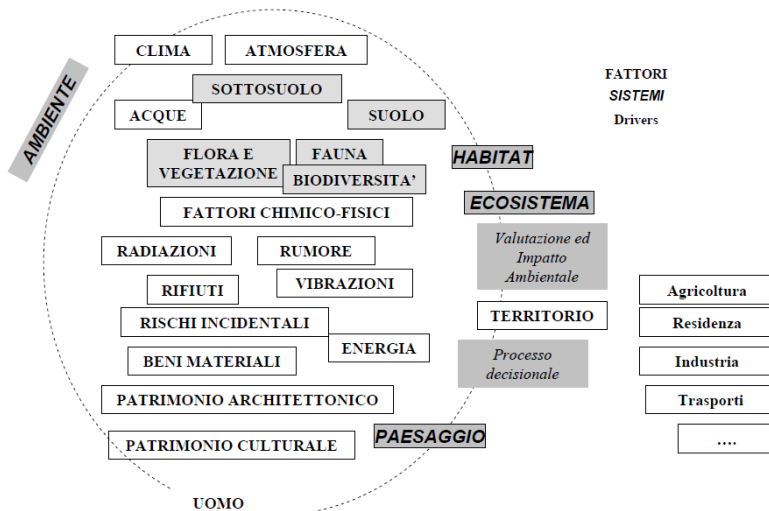 CLIMA
ATMOSFERA
SOTTOSUOLO
ACQUE
SUOLO
AMBIENTE
FLORA E
VEGETAZIONE
FAUNA
BIODIVERSITA'
HABITAT
FATTORI CHIMICO-FISICI
ECOSISTEMA
RADIAZIONI
RUMORE
Valutazione ed
Impatto
Ambientale
RIFIUTI
VIBRAZIONI
RISCHI INCIDENTALI
TERRITORIO
ENERGIA
BENI MATERIALI
Processo
decisionale
PATRIMONIO ARCHITETTONICO
PATRIMONIO CULTURALE
PAESAGGIO
UOMO
FATTORI
SISTEMI
Drivers
Agricoltura
Residenza
Industria
Trasporti
....